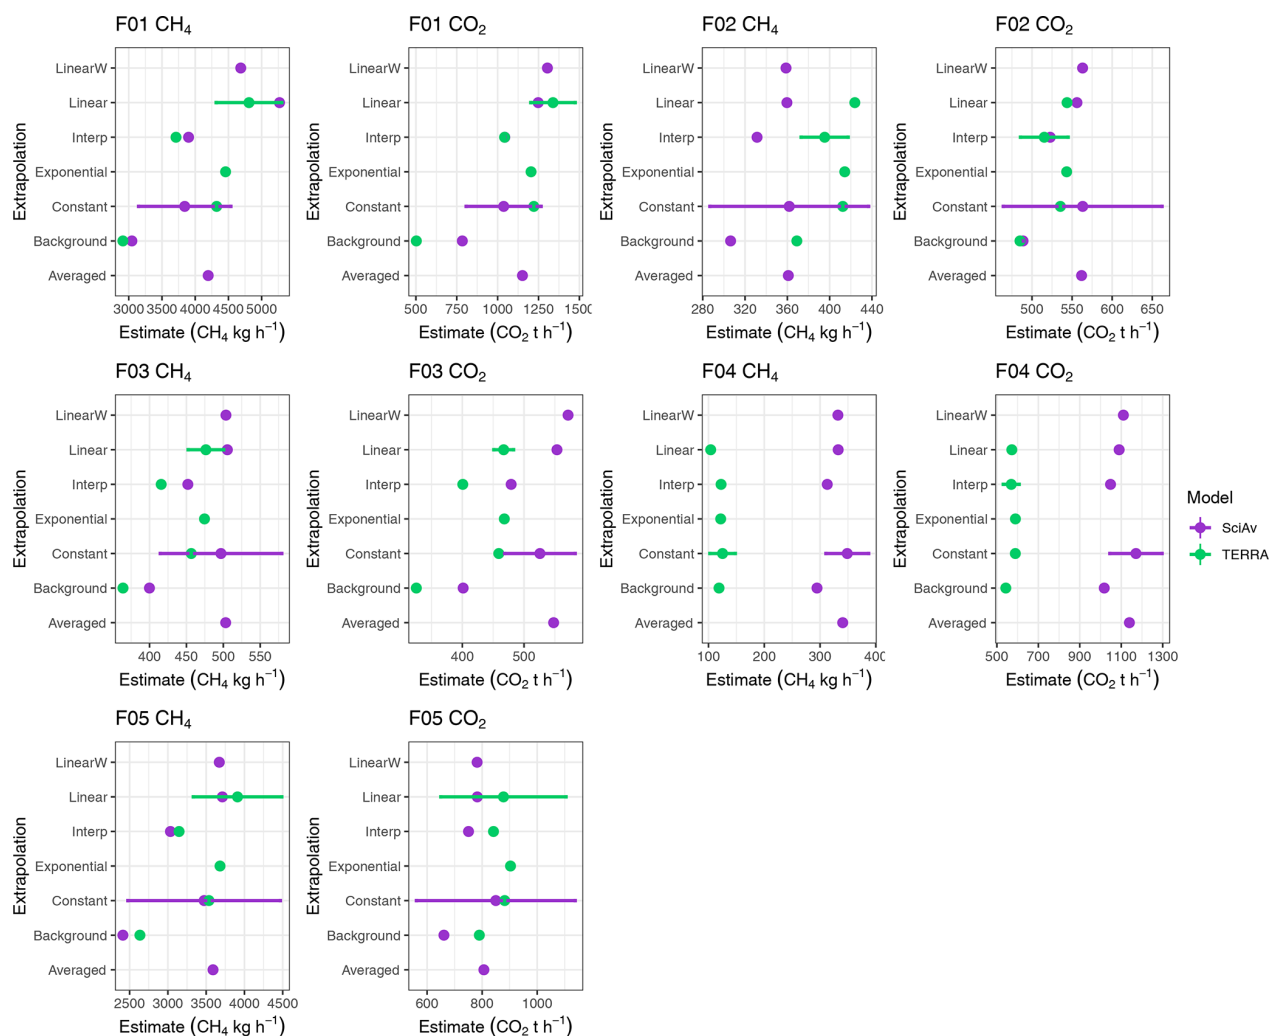 F01 CH₄
F01 CO₂
F02 CH₄
F02 CO₂
Extrapolation
LinearW
Linear
Interp
Exponential
Constant
Background
Averaged
3000 3500 4000 4500 5000
Estimate (CH₄ kg h⁻¹)
Extrapolation
LinearW
Linear
Interp
Exponential
Constant
Background
Averaged
500 750 1000 1250 1500
Estimate (CO₂ t h⁻¹)
Extrapolation
LinearW
Linear
Interp
Exponential
Constant
Background
Averaged
280 320 360 400 440
Estimate (CH₄ kg h⁻¹)
Extrapolation
LinearW
Linear
Interp
Exponential
Constant
Background
Averaged
500 550 600 650
Estimate (CO₂ t h⁻¹)
F03 CH₄
F03 CO₂
F04 CH₄
F04 CO₂
Extrapolation
LinearW
Linear
Interp
Exponential
Constant
Background
Averaged
400 450 500 550
Estimate (CH₄ kg h⁻¹)
Extrapolation
LinearW
Linear
Interp
Exponential
Constant
Background
Averaged
400 500
Estimate (CO₂ t h⁻¹)
Extrapolation
LinearW
Linear
Interp
Exponential
Constant
Background
Averaged
100 200 300 400
Estimate (CH₄ kg h⁻¹)
Extrapolation
LinearW
Linear
Interp
Exponential
Constant
Background
Averaged
500 700 900 1100 1300
Estimate (CO₂ t h⁻¹)
Model
SciAv
TERRA
F05 CH₄
F05 CO₂
Extrapolation
LinearW
Linear
Interp
Exponential
Constant
Background
Averaged
2500 3000 3500 4000 4500
Estimate (CH₄ kg h⁻¹)
Extrapolation
LinearW
Linear
Interp
Exponential
Constant
Background
Averaged
600 800 1000
Estimate (CO₂ t h⁻¹)